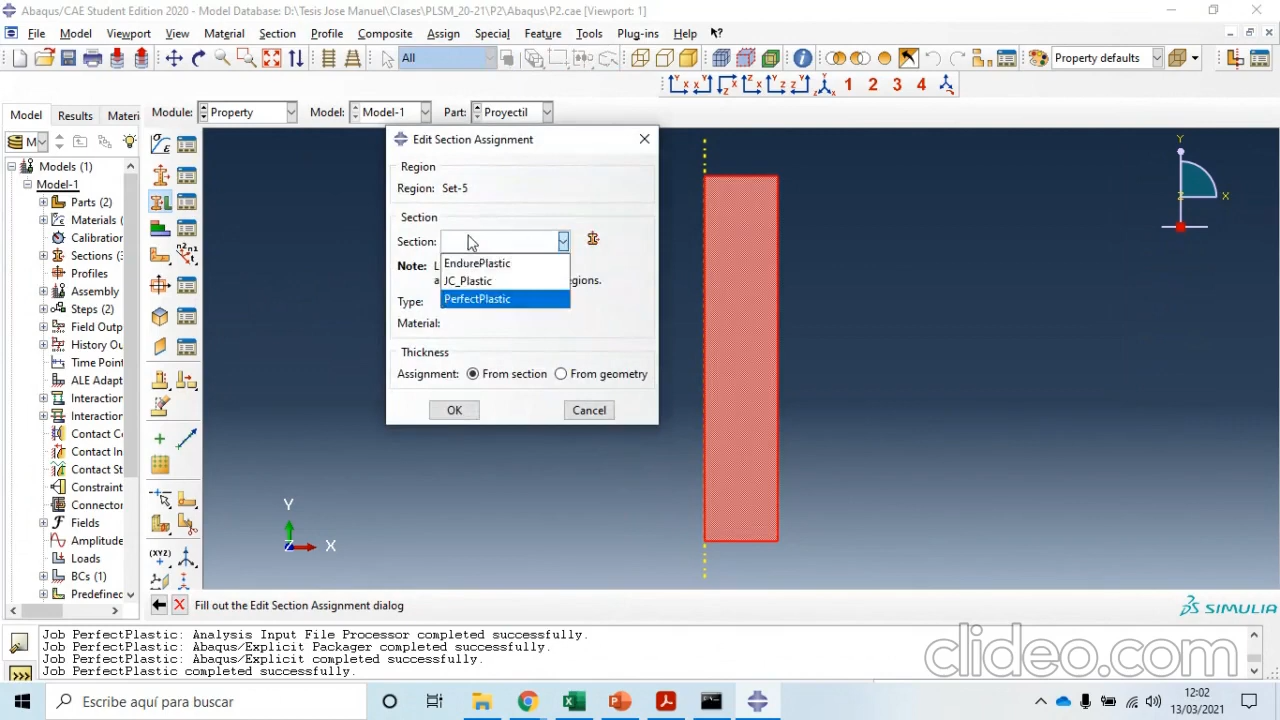 Abaqus/CAE Student Edition 2020 - Model Database: D:\Tesis Jose Manuel\Clases\PLSM_20-21\P2\Abaqus\P2.cae [Viewport: 1]
File Model Viewport View Material Section Profile Composite Assign Special Feature Tools Plug-ins Help
All Property defaults
1 2 3 4
Model Results Materi Module: Property Model: Model-1 Part: Proyectil
M
Models (1)
Model-1
Parts (2)
Materials (
Calibration
Sections (3
Profiles
Assembly
Steps (2)
Field Outp
History Ou
Time Point
ALE Adapt
Interaction
Interaction
Contact Cc
Contact In
Contact St
Constraint
Connector
Fields
Amplitude
Loads
BCs (1)
Predefinec
(XYZ)
Edit Section Assignment
Region
Region: Set-5
Section
Section:
EndurePlastic
JC_Plastic
PerfectPlastic
Note: L
a
gions.
Type:
Material:
Thickness
Assignment: From section From geometry
OK Cancel
Y
Z X
Y
Z X
Fill out the Edit Section Assignment dialog
SIMULIA
Job PerfectPlastic: Analysis Input File Processor completed successfully.
Job PerfectPlastic: Abaqus/Explicit Packager completed successfully.
Job PerfectPlastic: Abaqus/Explicit completed successfully.
Job PerfectPlastic completed successfully.
>>>
clideo.com
Escribe aquí para buscar
12:02
13/03/2021